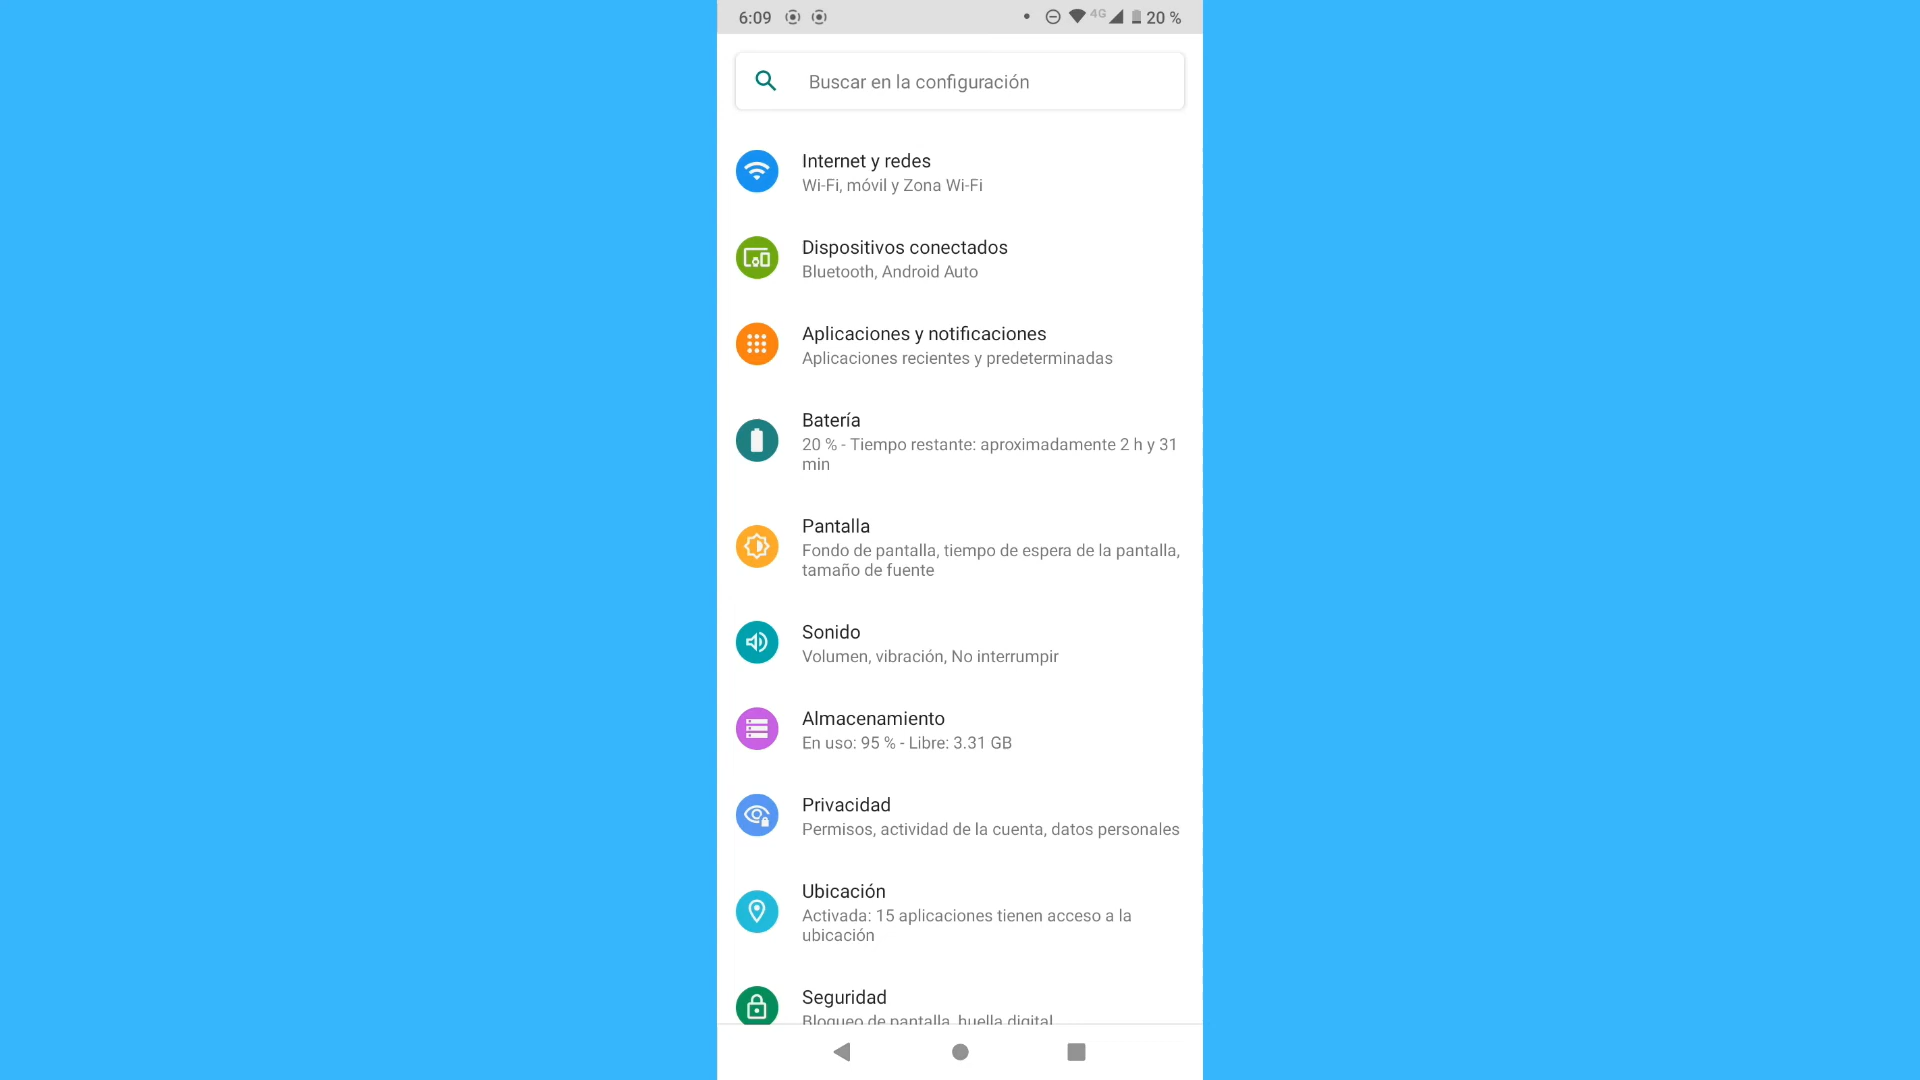 6:09 4G 20 %
Buscar en la configuración
Internet y redes
Wi-Fi, móvil y Zona Wi-Fi
Dispositivos conectados
Bluetooth, Android Auto
Aplicaciones y notificaciones
Aplicaciones recientes y predeterminadas
Batería
20 % - Tiempo restante: aproximadamente 2 h y 31
min
Pantalla
Fondo de pantalla, tiempo de espera de la pantalla,
tamaño de fuente
Sonido
Volumen, vibración, No interrumpir
Almacenamiento
En uso: 95 % - Libre: 3.31 GB
Privacidad
Permisos, actividad de la cuenta, datos personales
Ubicación
Activada: 15 aplicaciones tienen acceso a la
ubicación
Seguridad
Bloqueo de pantalla, huella digital